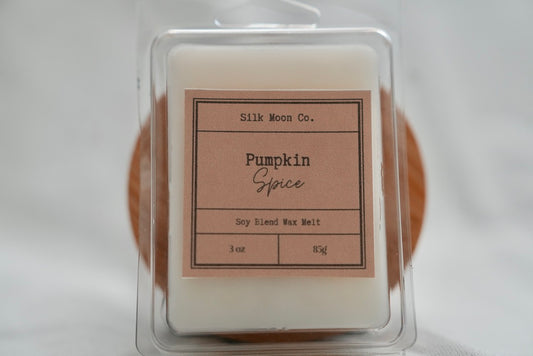 Silk Moon Co.
Pumpkin
Spice
Soy Blend Wax Melt
3 oz 85g